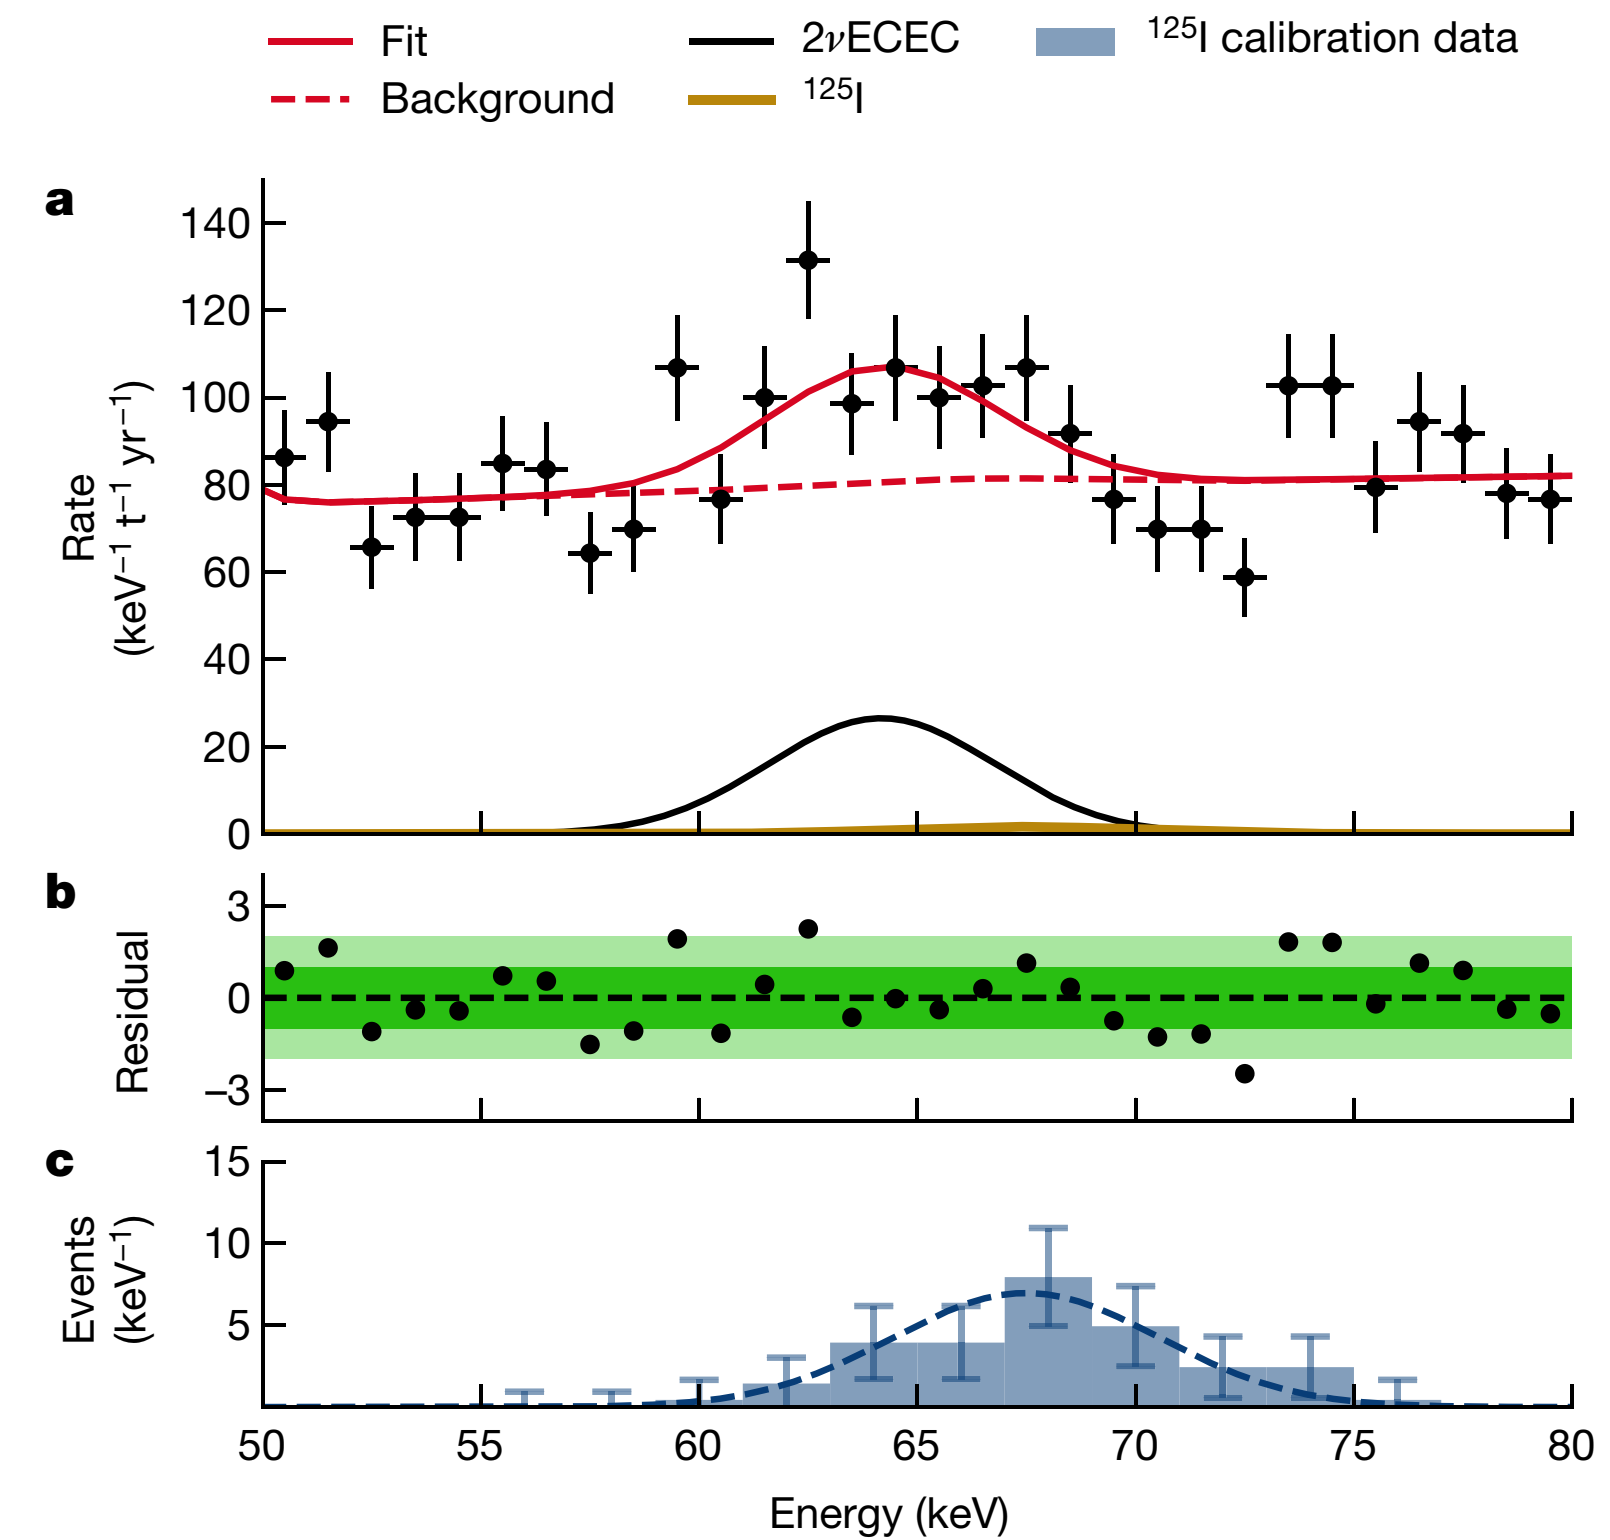 Fit 2νECEC ¹²⁵I calibration data
Background ¹²⁵I
a
140
120
100
80
60
40
20
0
Rate
(keV⁻¹ t⁻¹ yr⁻¹)
b
3
0
–3
Residual
c
15
10
5
Events
(keV⁻¹)
50 55 60 65 70 75 80
Energy (keV)